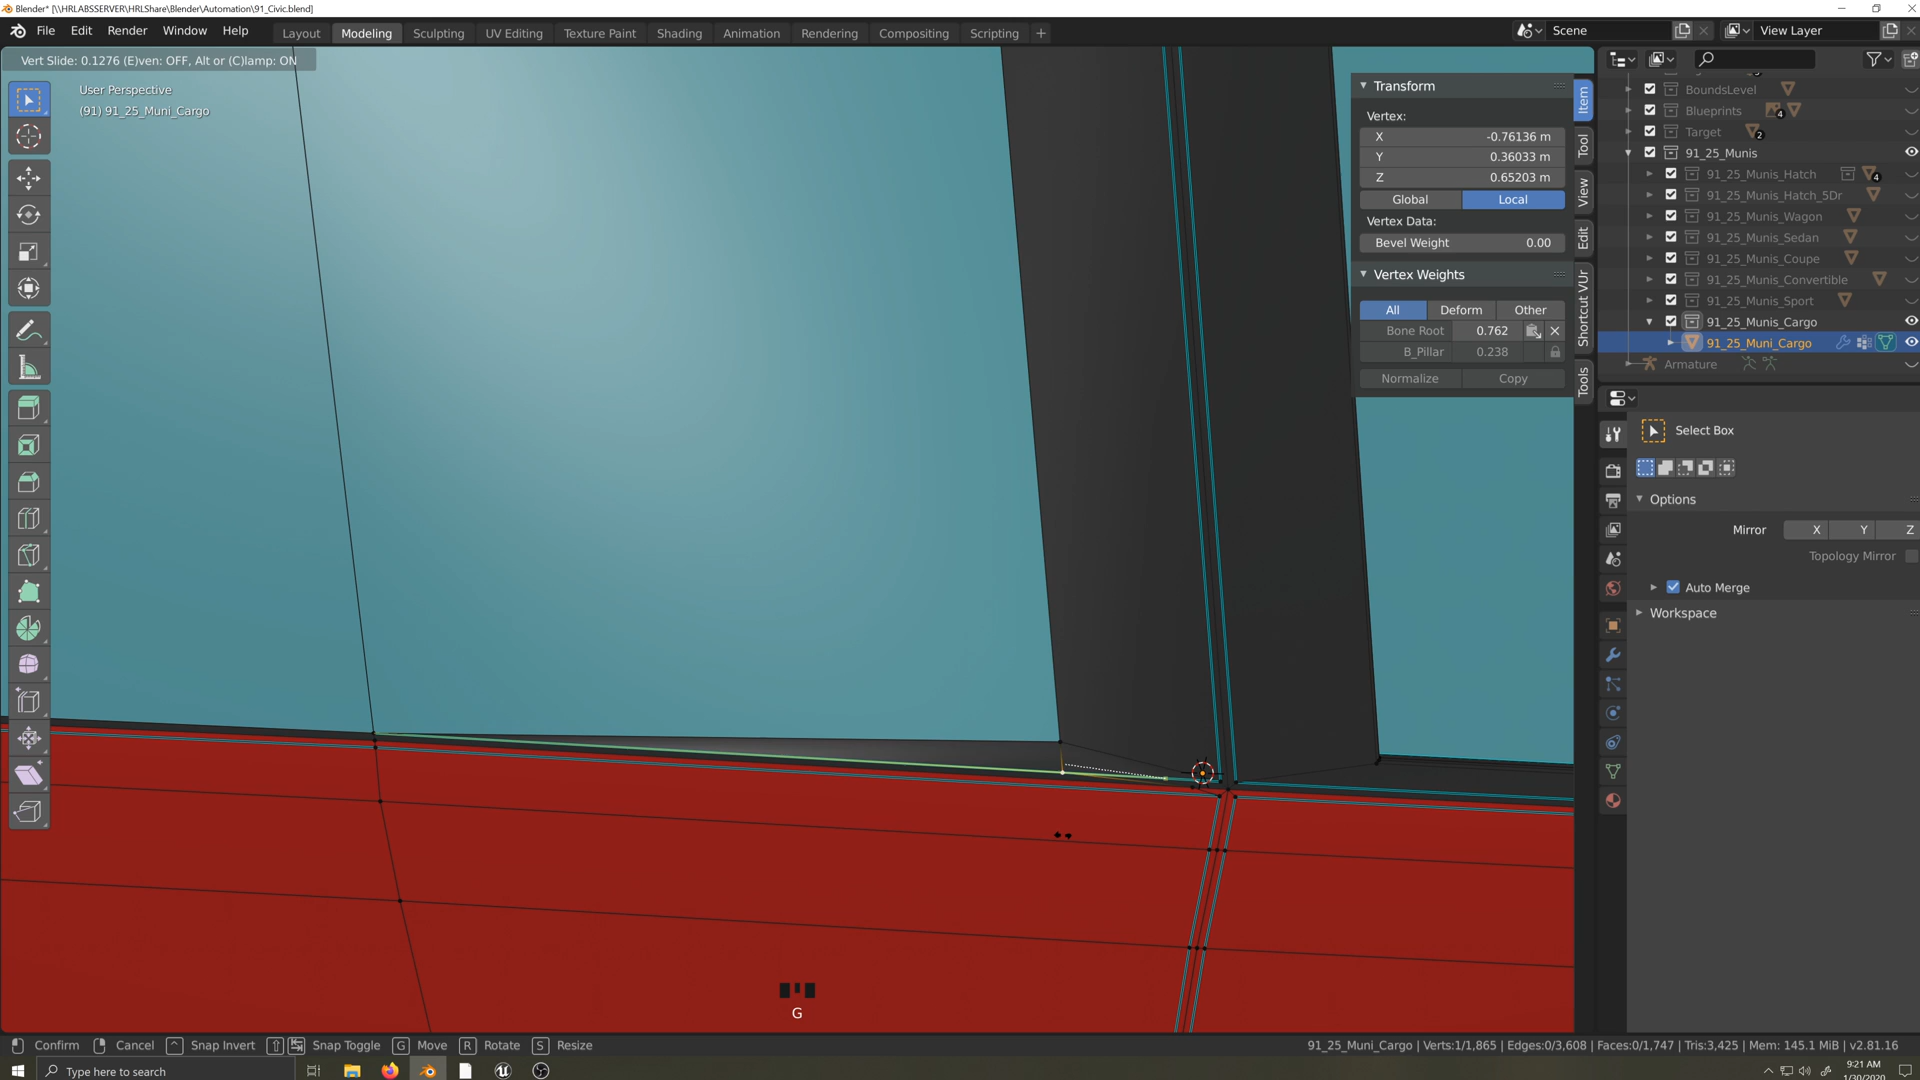 Blender* [\\HRLABSSERVER\HRLShare\Blender\Automation\91_Civic.blend]
File Edit Render Window Help
Layout Modeling Sculpting UV Editing Texture Paint Shading Animation Rendering Compositing Scripting +
Scene
View Layer
Vert Slide: 0.1276 (E)ven: OFF, Alt or (C)lamp: ON
User Perspective
(91) 91_25_Muni_Cargo
Transform
Vertex:
X -0.76136 m
Y 0.36033 m
Z 0.65203 m
Global Local
Vertex Data:
Bevel Weight 0.00
Vertex Weights
All Deform Other
Bone Root 0.762
B_Pillar 0.238
Normalize Copy
Item
Tool
View
Edit
Shortcut VUr
Tools
BoundsLevel
Blueprints 4
Target 2
91_25_Munis
91_25_Munis_Hatch 4
91_25_Munis_Hatch_5Dr
91_25_Munis_Wagon
91_25_Munis_Sedan
91_25_Munis_Coupe
91_25_Munis_Convertible
91_25_Munis_Sport
91_25_Munis_Cargo
91_25_Muni_Cargo
Armature
Select Box
Options
Mirror X Y Z
Topology Mirror
Auto Merge
Workspace
G
Confirm Cancel Snap Invert Snap Toggle G Move R Rotate S Resize
91_25_Muni_Cargo | Verts:1/1,865 | Edges:0/3,608 | Faces:0/1,747 | Tris:3,425 | Mem: 145.1 MiB | v2.81.16
Type here to search
9:21 AM
1/30/2020